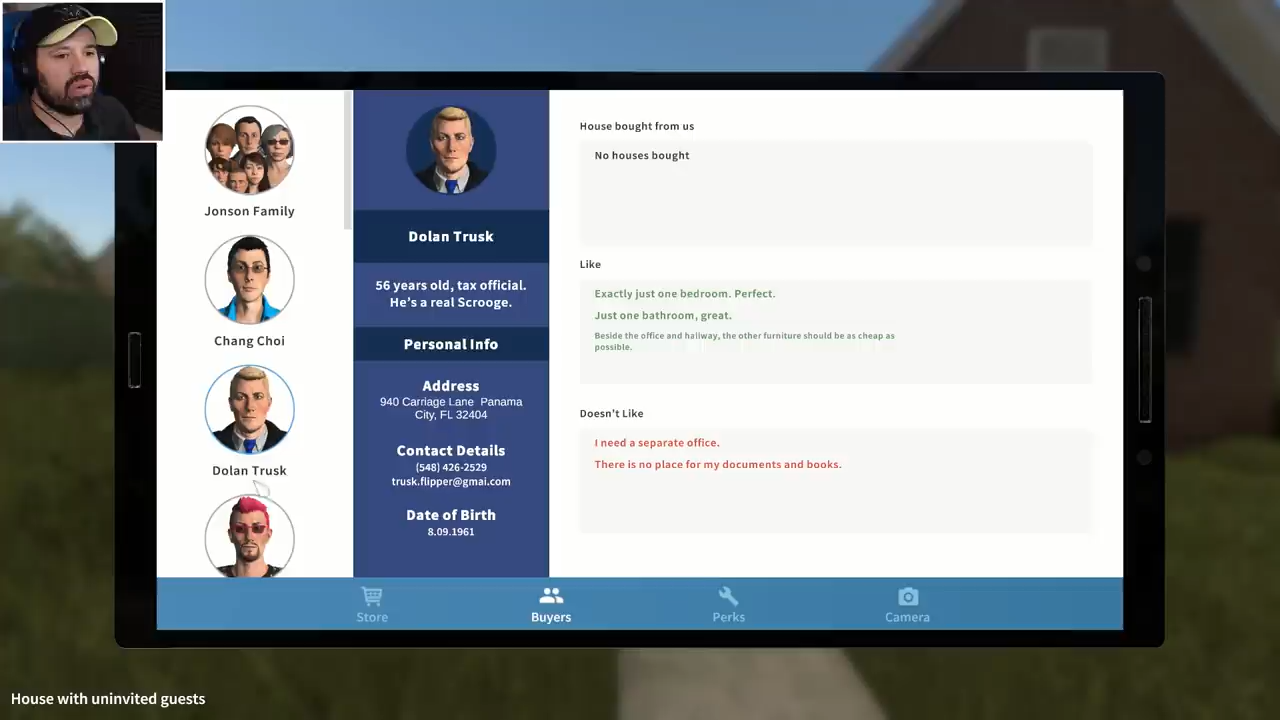 Jonson Family
Chang Choi
Dolan Trusk
Dolan Trusk
56 years old, tax official.
He's a real Scrooge.
Personal Info
Address
940 Carriage Lane Panama
City, FL 32404
Contact Details
(548) 426-2529
trusk.flipper@gmai.com
Date of Birth
8.09.1961
House bought from us
No houses bought
Like
Exactly just one bedroom. Perfect.
Just one bathroom, great.
Beside the office and hallway, the other furniture should be as cheap as
possible.
Doesn't Like
I need a separate office.
There is no place for my documents and books.
Store
Buyers
Perks
Camera
House with uninvited guests